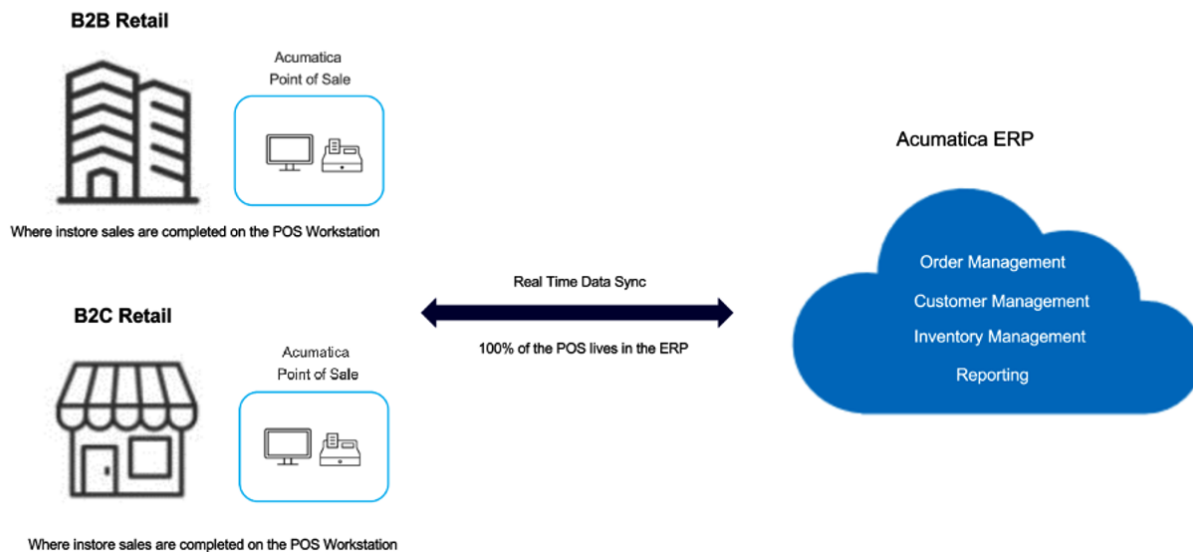 B2B Retail
Acumatica
Point of Sale
Where instore sales are completed on the POS Workstation
B2C Retail
Acumatica
Point of Sale
Where instore sales are completed on the POS Workstation
Real Time Data Sync
100% of the POS lives in the ERP
Acumatica ERP
Order Management
Customer Management
Inventory Management
Reporting